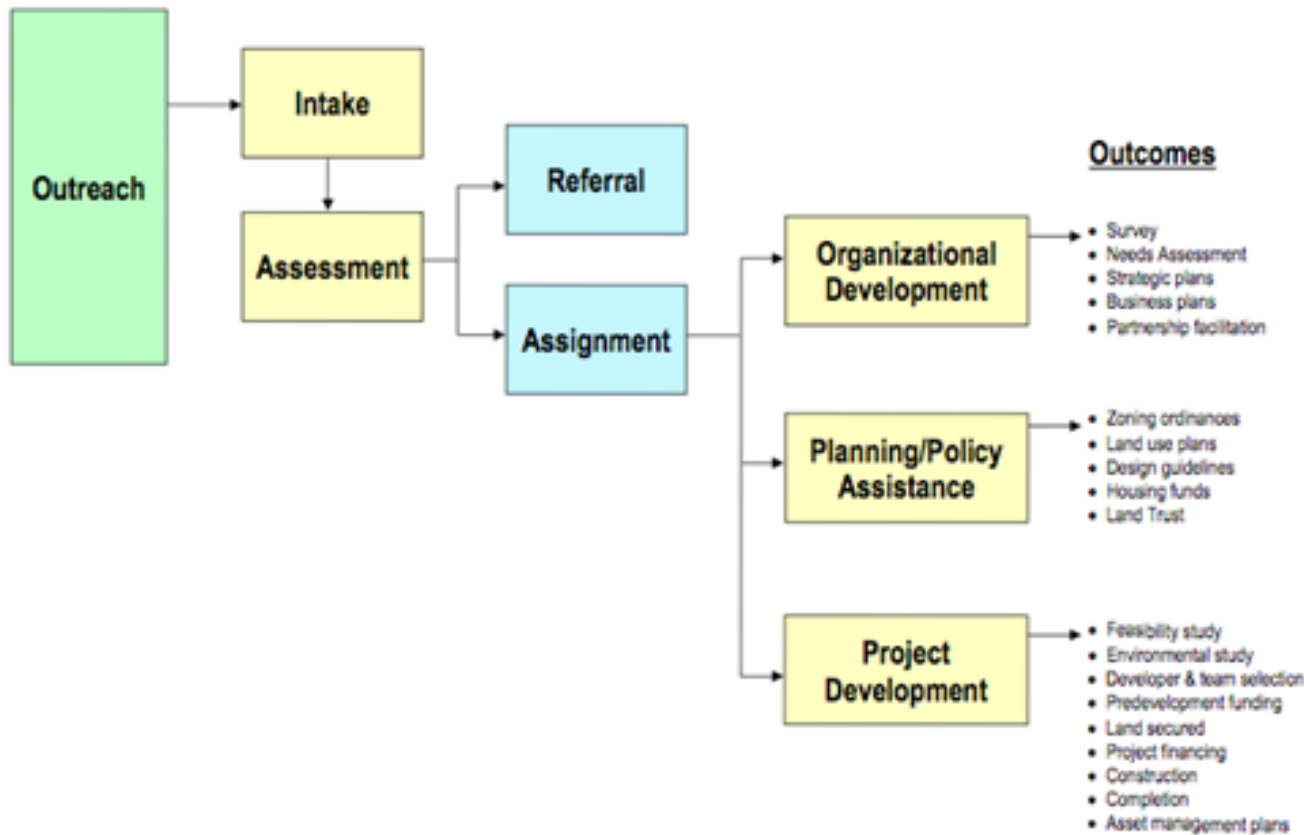 Outreach
Intake
Assessment
Referral
Assignment
Outcomes
Organizational
Development
• Survey
• Needs Assessment
• Strategic plans
• Business plans
• Partnership facilitation
Planning/Policy
Assistance
• Zoning ordinances
• Land use plans
• Design guidelines
• Housing funds
• Land Trust
Project
Development
• Feasibility study
• Environmental study
• Developer & team selection
• Predevelopment funding
• Land secured
• Project financing
• Construction
• Completion
• Asset management plans